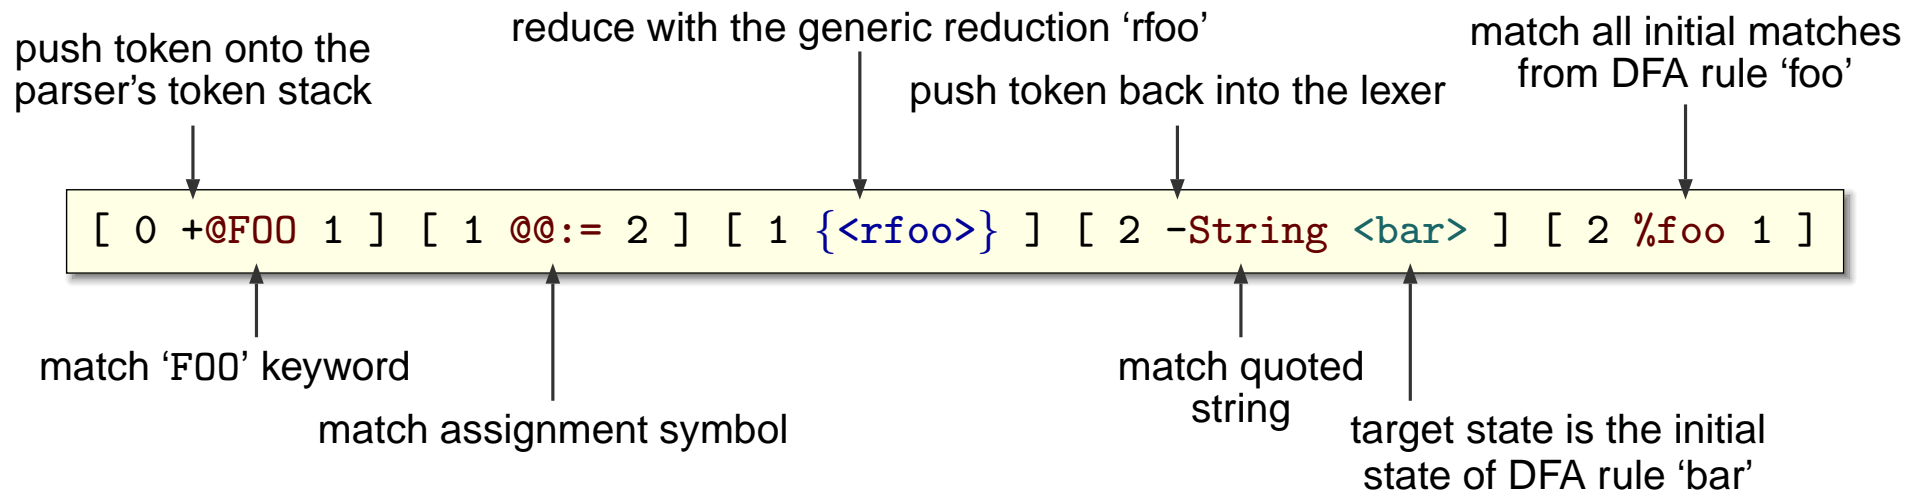 reduce with the generic reduction ‘rfoo’
push token onto the
parser’s token stack
match all initial matches
from DFA rule ‘foo’
push token back into the lexer
[ 0 +@FOO 1 ] [ 1 @@:= 2 ] [ 1 {<rfoo>} ] [ 2 -String <bar> ] [ 2 %foo 1 ]
match ‘FOO’ keyword
match assignment symbol
match quoted
string
target state is the initial
state of DFA rule ‘bar’